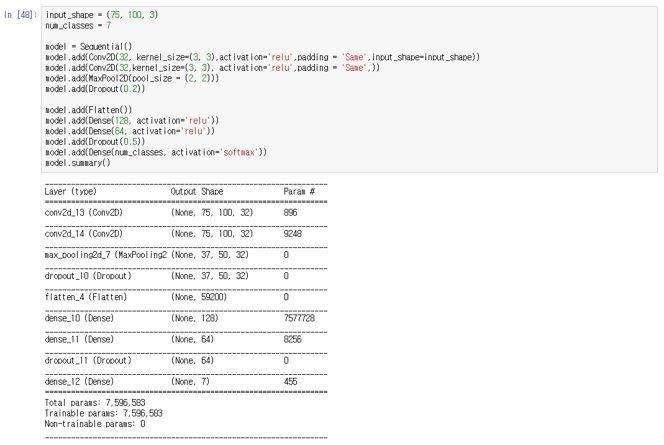 In [48]: input_shape = (75, 100, 3)
num_classes = 7
model = Sequential()
model.add(Conv2D(32, kernel_size=(3, 3),activation='relu',padding = 'Same',input_shape=input_shape))
model.add(Conv2D(32,kernel_size=(3, 3), activation='relu',padding = 'Same',))
model.add(MaxPool2D(pool_size = (2, 2)))
model.add(Dropout(0.2))
model.add(Flatten())
model.add(Dense(128, activation='relu'))
model.add(Dense(64, activation='relu'))
model.add(Dropout(0.5))
model.add(Dense(num_classes, activation='softmax'))
model.summary()
_________________________________________________________________
Layer (type) Output Shape Param #
=================================================================
conv2d_13 (Conv2D) (None, 75, 100, 32) 896
_________________________________________________________________
conv2d_14 (Conv2D) (None, 75, 100, 32) 9248
_________________________________________________________________
max_pooling2d_7 (MaxPooling2 (None, 37, 50, 32) 0
_________________________________________________________________
dropout_10 (Dropout) (None, 37, 50, 32) 0
_________________________________________________________________
flatten_4 (Flatten) (None, 59200) 0
_________________________________________________________________
dense_10 (Dense) (None, 128) 7577728
_________________________________________________________________
dense_11 (Dense) (None, 64) 8256
_________________________________________________________________
dropout_11 (Dropout) (None, 64) 0
_________________________________________________________________
dense_12 (Dense) (None, 7) 455
=================================================================
Total params: 7,596,583
Trainable params: 7,596,583
Non-trainable params: 0
_________________________________________________________________